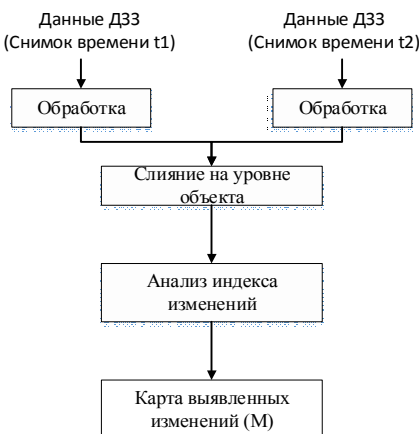 Данные ДЗЗ
(Снимок времени t1)
Данные ДЗЗ
(Снимок времени t2)
Обработка
Обработка
Слияние на уровне
объекта
Анализ индекса
изменений
Карта выявленных
изменений (М)